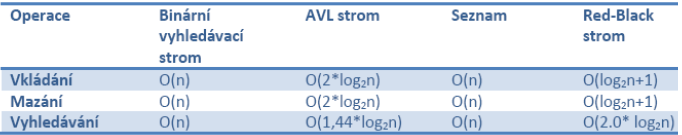 Operace Binární vyhledávací strom AVL strom Seznam Red-Black strom
Vkládání O(n) O(2*log₂n) O(n) O(log₂n+1)
Mazání O(n) O(2*log₂n) O(n) O(log₂n+1)
Vyhledávání O(n) O(1,44*log₂n) O(n) O(2.0* log₂n)